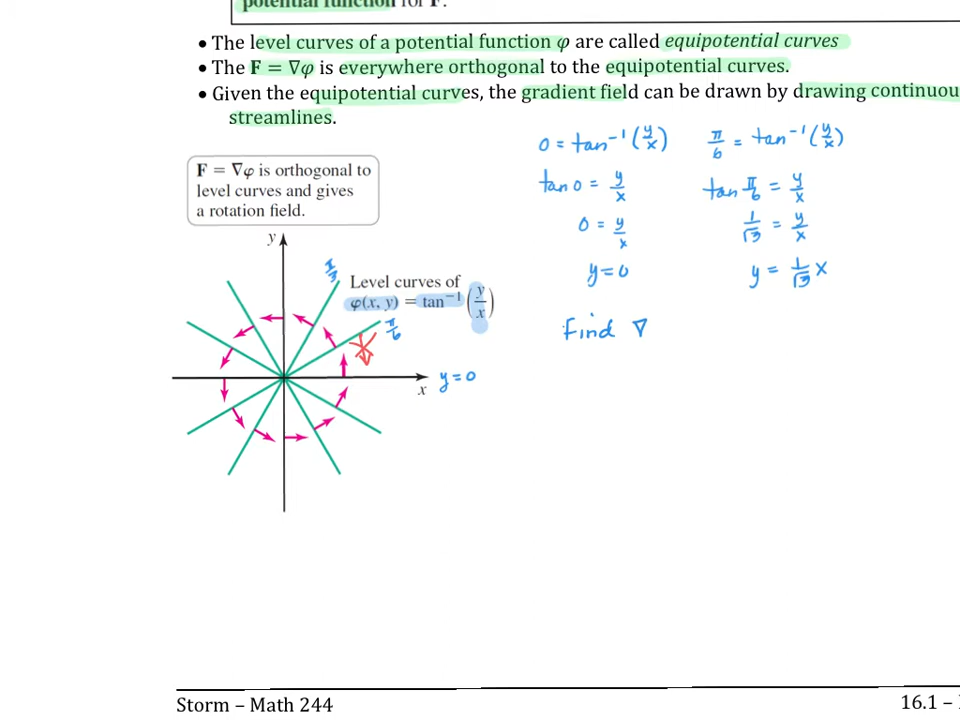 potential function for F.
• The level curves of a potential function φ are called equipotential curves
• The F = ∇φ is everywhere orthogonal to the equipotential curves.
• Given the equipotential curves, the gradient field can be drawn by drawing continuou
streamlines.
0 = tan⁻¹(y/x)
tan 0 = y/x
0 = y/x
y = 0
π/6 = tan⁻¹(y/x)
tan π/6 = y/x
1/√3 = y/x
y = 1/√3 x
Find ∇
F = ∇φ is orthogonal to
level curves and gives
a rotation field.
y
π/3
Level curves of
φ(x, y) = tan⁻¹(y/x)
π/6
x
y = 0
Storm – Math 244
16.1 –